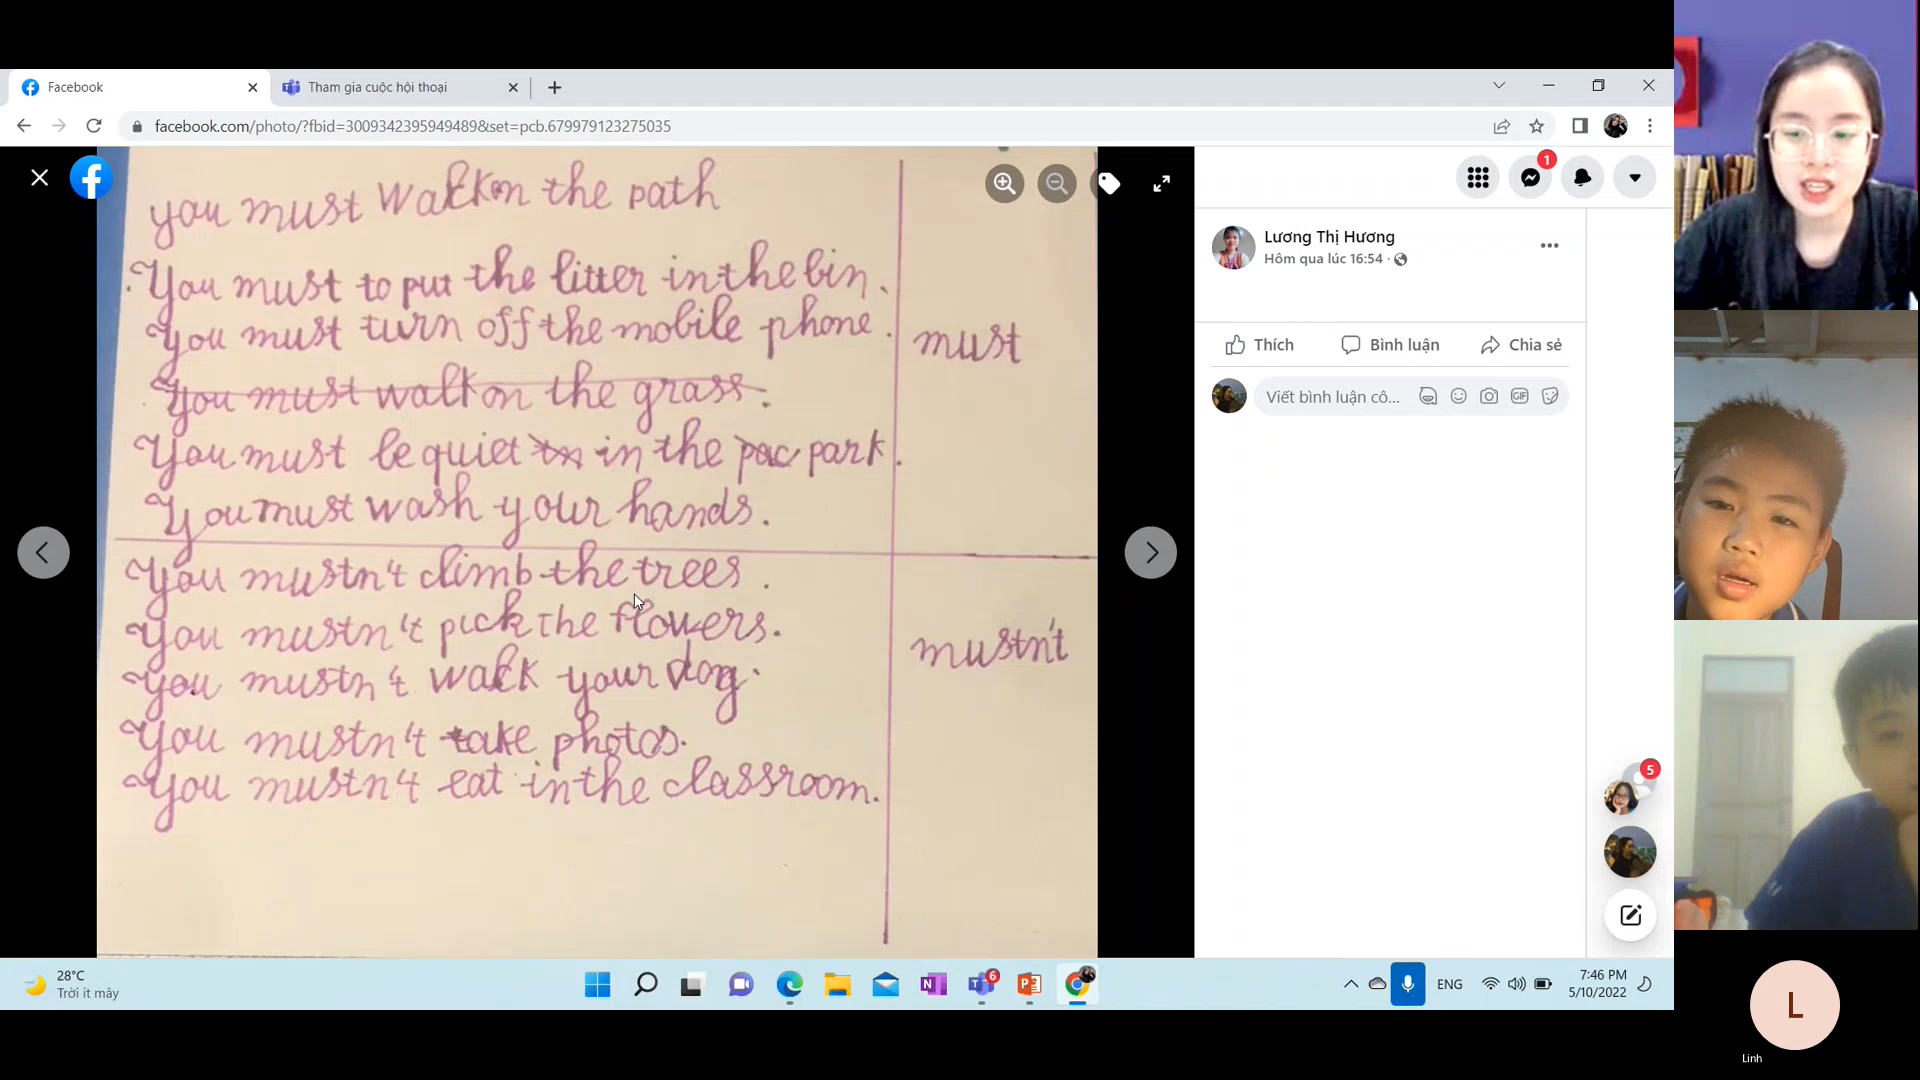 Facebook
Tham gia cuộc hội thoại
facebook.com/photo/?fbid=3009342395949489&set=pcb.679979123275035
you must walk on the path
You must to put the litter in the bin.
You must turn off the mobile phone.
must
You must walk on the grass.
You must be quiet in in the pac park.
You must wash your hands.
You mustn't climb the trees.
You mustn't pick the flowers.
mustn't
You mustn't walk your dog.
You mustn't take photos.
You mustn't eat in the classroom.
1
Lương Thị Hương
Hôm qua lúc 16:54
Thích Bình luận Chia sẻ
Viết bình luận cô...
GIF
5
28°C
Trời ít mây
6
ENG
7:46 PM
5/10/2022
L
Linh